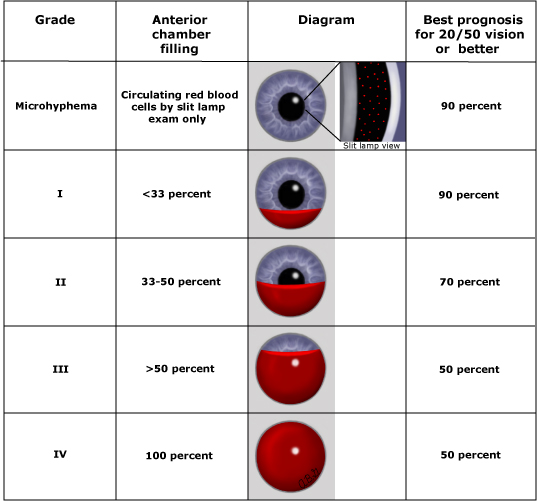 Grade
Anterior
chamber
filling
Diagram
Best prognosis
for 20/50 vision
or better
Microhyphema
Circulating red blood
cells by slit lamp
exam only
Slit lamp view
90 percent
I
<33 percent
90 percent
II
33-50 percent
70 percent
III
>50 percent
50 percent
IV
100 percent
50 percent